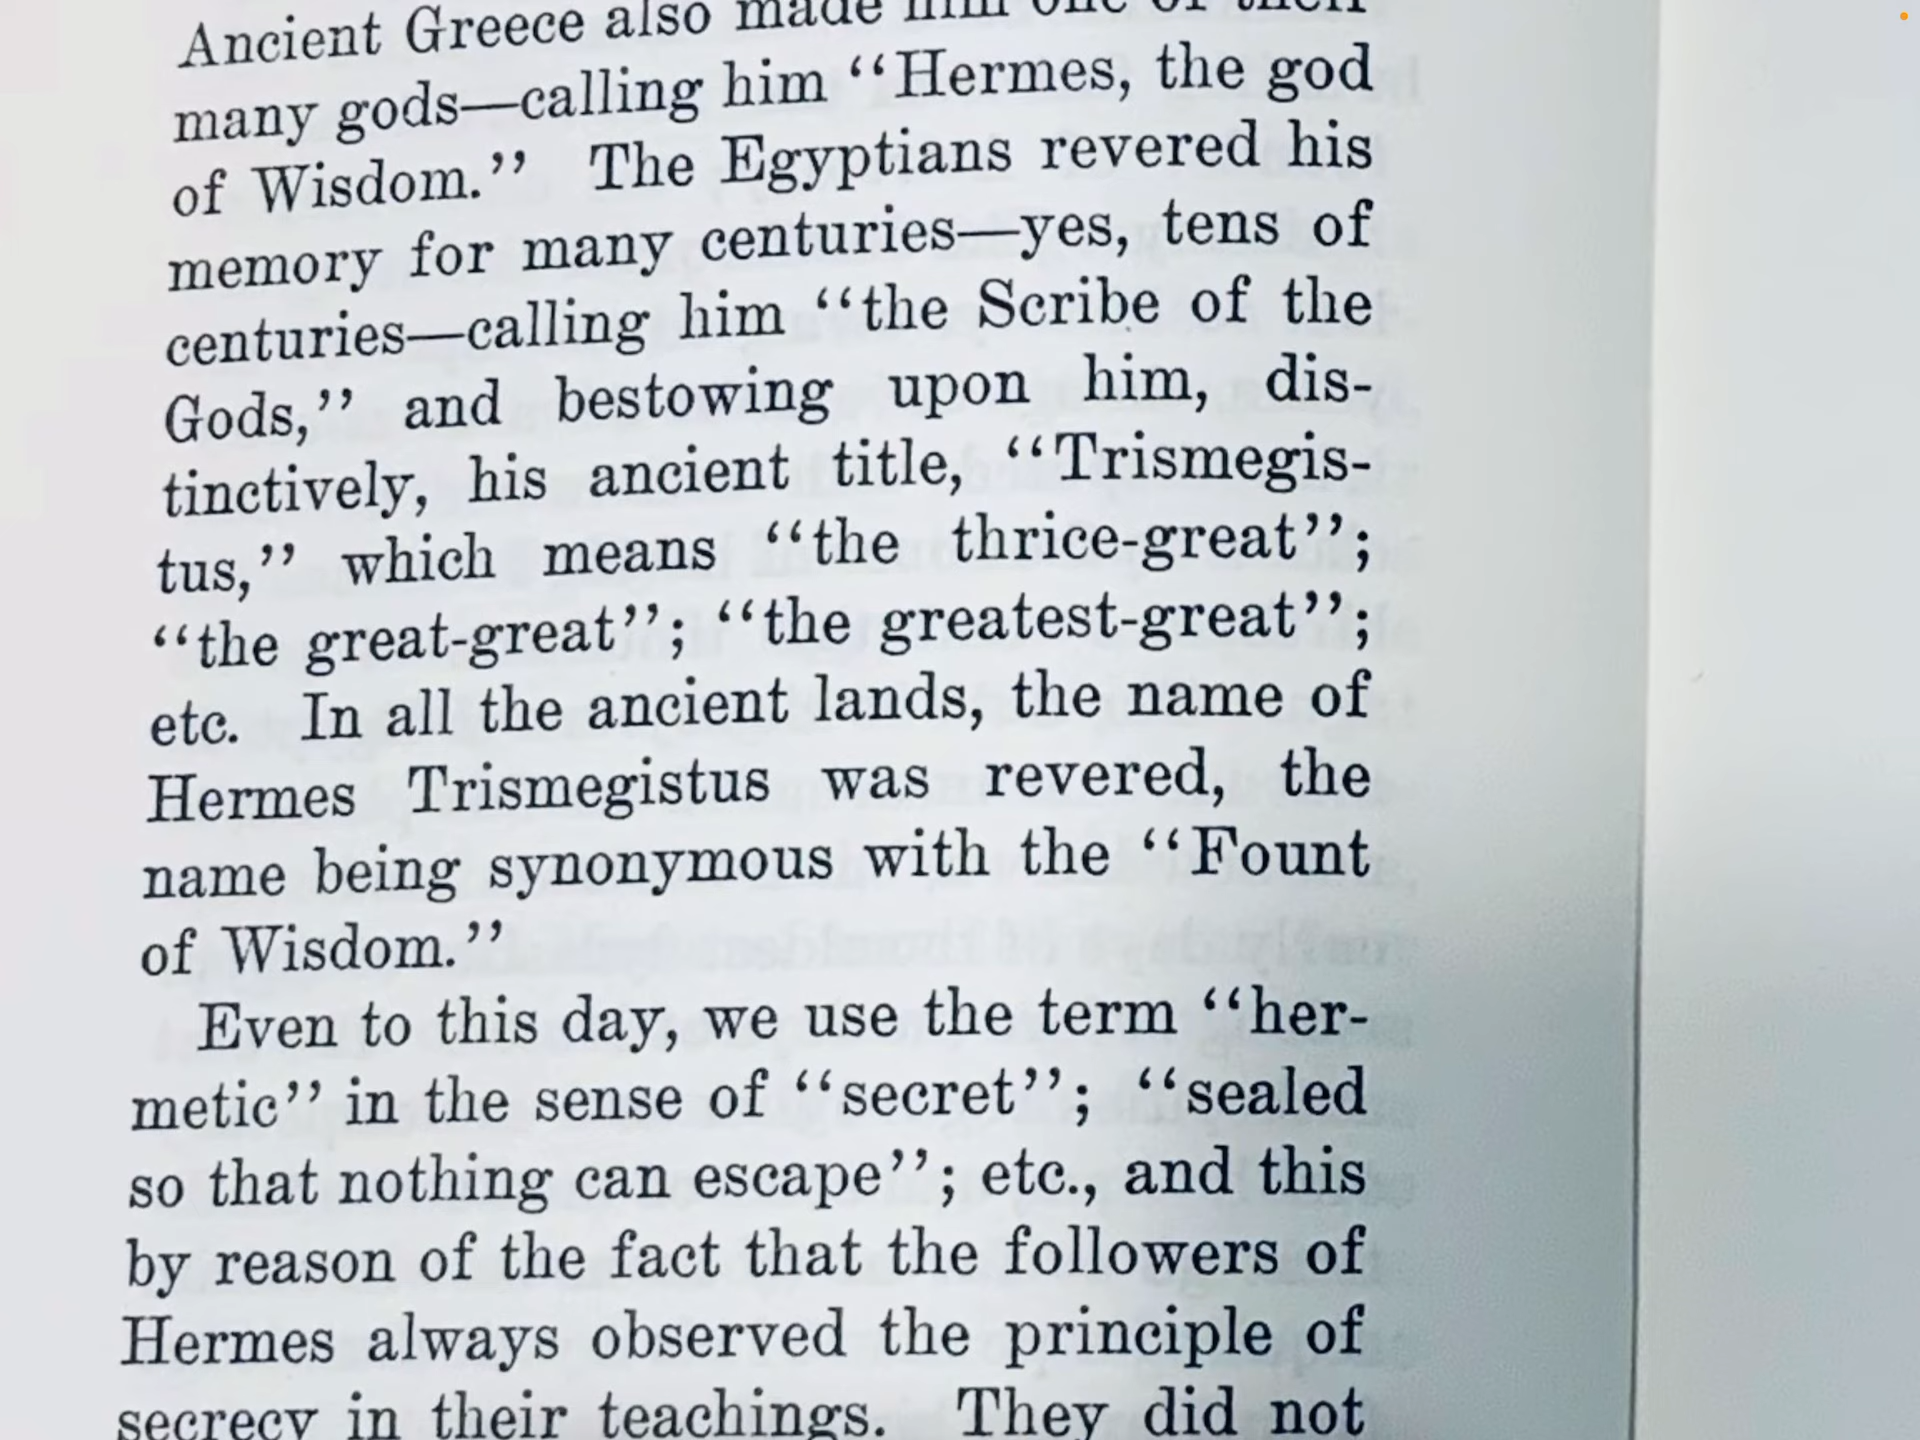 Ancient Greece also made him one of their
many gods—calling him “Hermes, the god
of Wisdom.” The Egyptians revered his
memory for many centuries—yes, tens of
centuries—calling him “the Scribe of the
Gods,” and bestowing upon him, dis-
tinctively, his ancient title, “Trismegis-
tus,” which means “the thrice-great”;
“the great-great”; “the greatest-great”;
etc. In all the ancient lands, the name of
Hermes Trismegistus was revered, the
name being synonymous with the “Fount
of Wisdom.”
Even to this day, we use the term “her-
metic” in the sense of “secret”; “sealed
so that nothing can escape”; etc., and this
by reason of the fact that the followers of
Hermes always observed the principle of
secrecy in their teachings. They did not